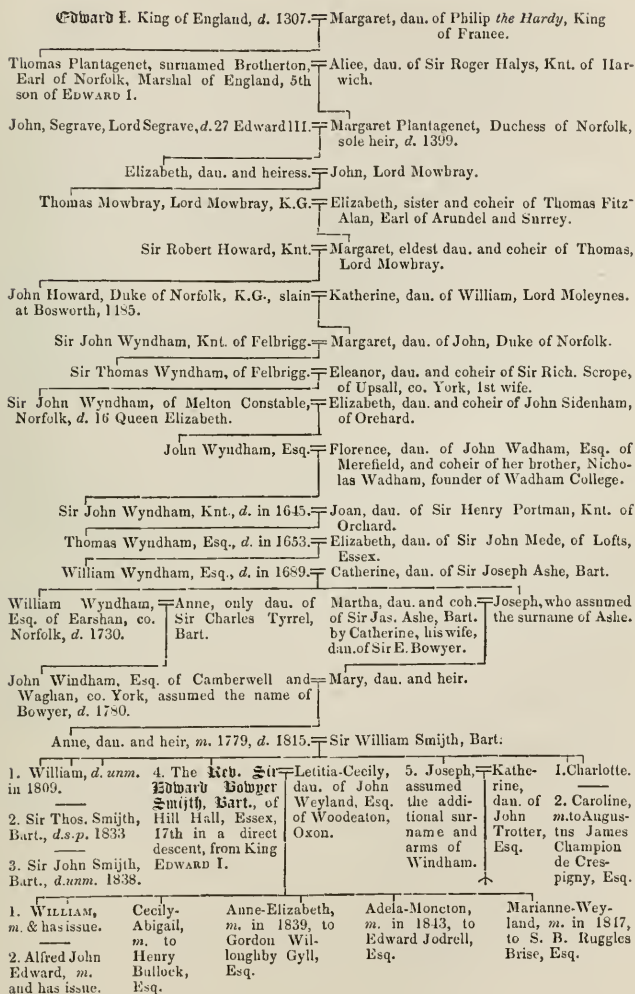 Edward I. King of England, d. 1307. Margaret, dau. of Philip the Hardy, King
of France.
Thomas Plantagenet, surnamed Brotherton, Alice, dau. of Sir Roger Halys, Knt. of Har-
Earl of Norfolk, Marshal of England, 5th wich.
son of EDWARD I.
John, Segrave, Lord Segrave, d. 27 Edward III. Margaret Plantagenet, Duchess of Norfolk,
sole heir, d. 1399.
Elizabeth, dau. and heiress. John, Lord Mowbray.
Thomas Mowbray, Lord Mowbray, K.G. Elizabeth, sister and coheir of Thomas Fitz-
Alan, Earl of Arundel and Surrey.
Sir Robert Howard, Knt. Margaret, eldest dau. and coheir of Thomas,
Lord Mowbray.
John Howard, Duke of Norfolk, K.G., slain Katherine, dau. of William, Lord Moleynes.
at Bosworth, 1485.
Sir John Wyndham, Knt. of Felbrigg. Margaret, dau. of John, Duke of Norfolk.
Sir Thomas Wyndham, of Felbrigg. Eleanor, dau. and coheir of Sir Rich. Scrope,
of Upsall, co. York, 1st wife.
Sir John Wyndham, of Melton Constable, Elizabeth, dau. and coheir of John Sidenham,
Norfolk, d. 16 Queen Elizabeth. of Orchard.
John Wyndham, Esq. Florence, dau. of John Wadham, Esq. of
Merefield, and coheir of her brother, Nicho-
las Wadham, founder of Wadham College.
Sir John Wyndham, Knt., d. in 1645. Joan, dau. of Sir Henry Portman, Knt. of
Orchard.
Thomas Wyndham, Esq., d. in 1653. Elizabeth, dau. of Sir John Mede, of Lofts,
Essex.
William Wyndham, Esq., d. in 1689. Catherine, dau. of Sir Joseph Ashe, Bart.
William Wyndham, Anne, only dau. of Martha, dau. and coh. Joseph, who assumed
Esq. of Earshan, co. Sir Charles Tyrrel, of Sir Jas. Ashe, Bart. the surname of Ashe.
Norfolk, d. 1730. Bart. by Catherine, his wife,
dau. of Sir E. Bowyer.
John Windham, Esq. of Camberwell and Mary, dau. and heir.
Waghan, co. York, assumed the name of
Bowyer, d. 1780.
Anne, dau. and heir, m. 1779, d. 1815. Sir William Smijth, Bart.
1. William, d. unm. 4. The Rev. Sir Letitia-Cecily, 5. Joseph, Kathe- 1. Charlotte.
in 1809. Edward Bowyer dau. of John assumed rine,
Smijth, Bart., of Weyland, Esq. the addi- dau. of 2. Caroline,
2. Sir Thos. Smijth, Hill Hall, Essex, of Woodeaton, tional sur- John m. to Augus-
Bart., d.s.p. 1833 17th in a direct Oxon. name and Trotter, tus James
descent, from King arms of Esq. Champion
3. Sir John Smijth, EDWARD I. Windham. de Cres-
Bart., d. unm. 1838. pigny, Esq.
1. WILLIAM, Cecily- Anne-Elizabeth, Adela-Moncton, Marianne-Wey-
m. & has issue. Abigail, m. in 1839, to m. in 1843, to land, m. in 1847,
m. to Gordon Wil- Edward Jodrell, to S. B. Ruggles
2. Alfred John Henry loughby Gyll, Esq. Brise, Esq.
Edward, m. Bullock, Esq.
and has issue. Esq.